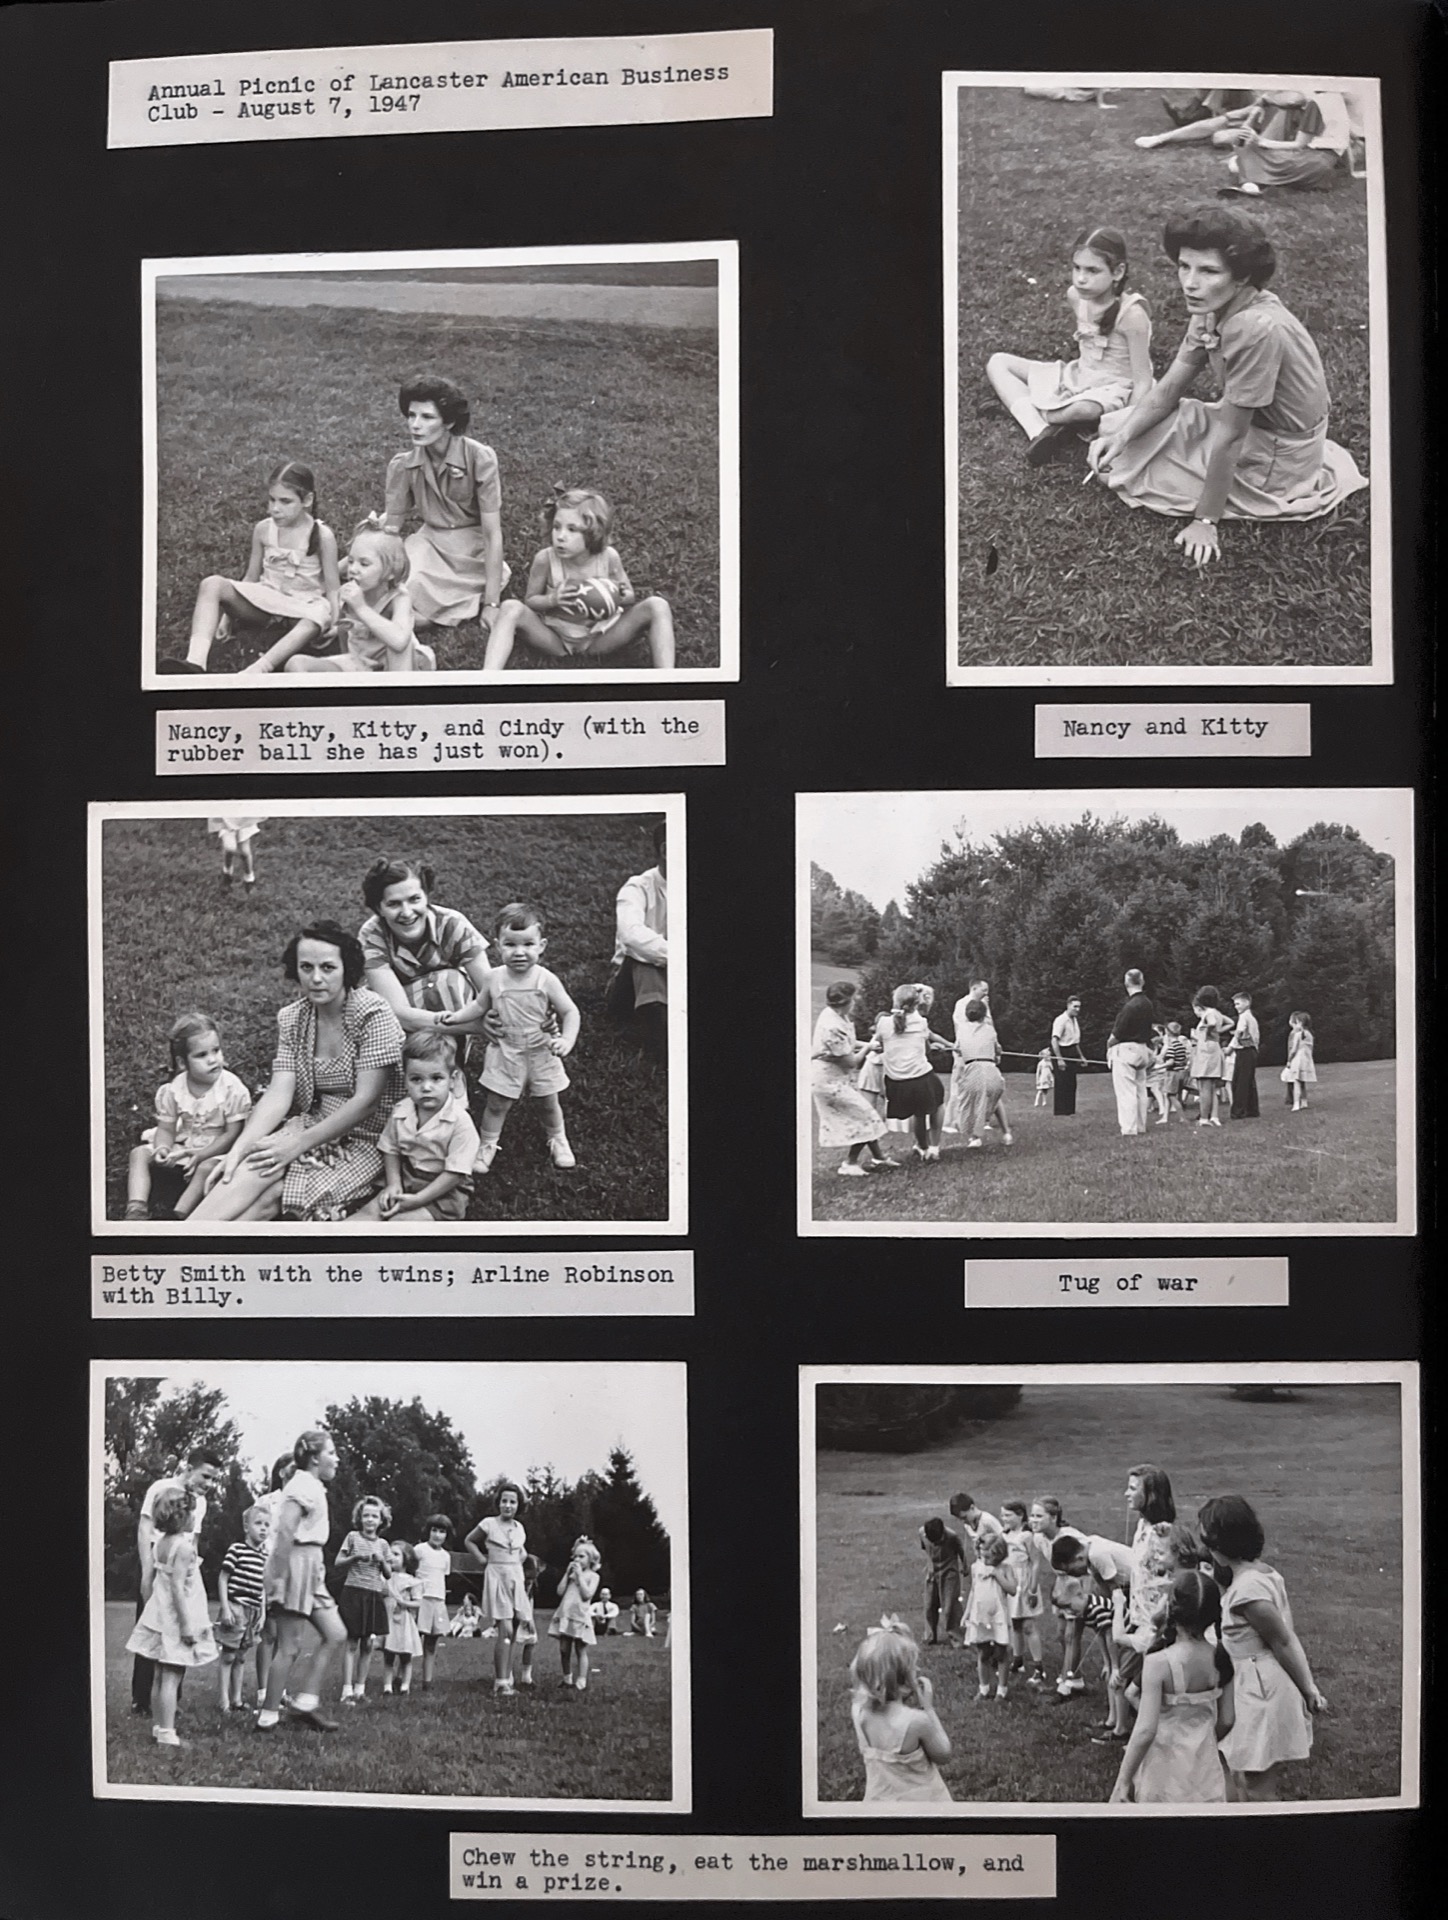 Annual Picnic of Lancaster American Business
Club - August 7, 1947
Nancy, Kathy, Kitty, and Cindy (with the
rubber ball she has just won).
Nancy and Kitty
Betty Smith with the twins; Arline Robinson
with Billy.
Tug of war
Chew the string, eat the marshmallow, and
win a prize.